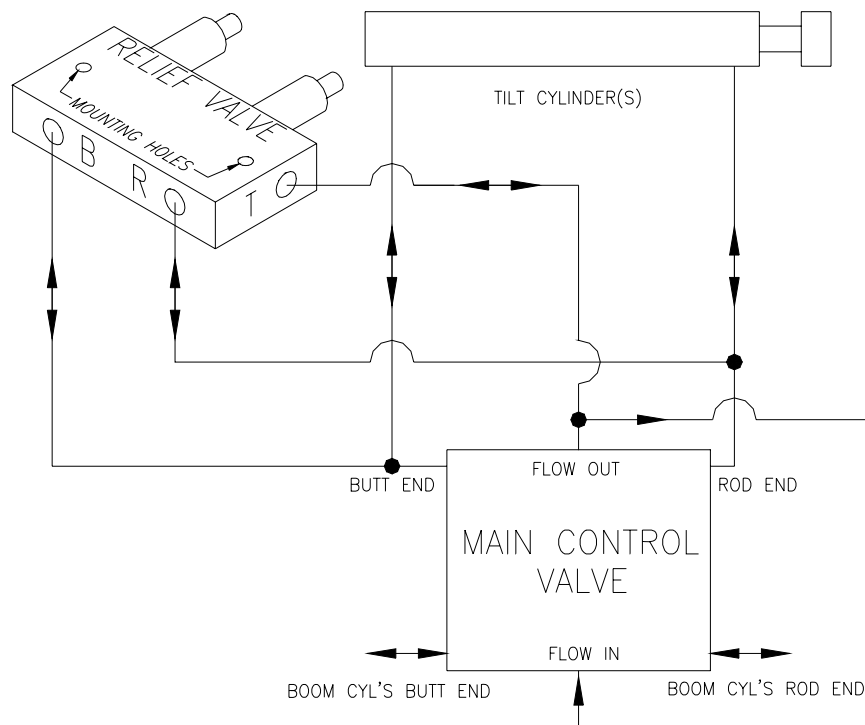 RELIEF VALVE
MOUNTING HOLES
B
R
T
TILT CYLINDER(S)
BUTT END
FLOW OUT
ROD END
MAIN CONTROL
VALVE
FLOW IN
BOOM CYL'S BUTT END
BOOM CYL'S ROD END